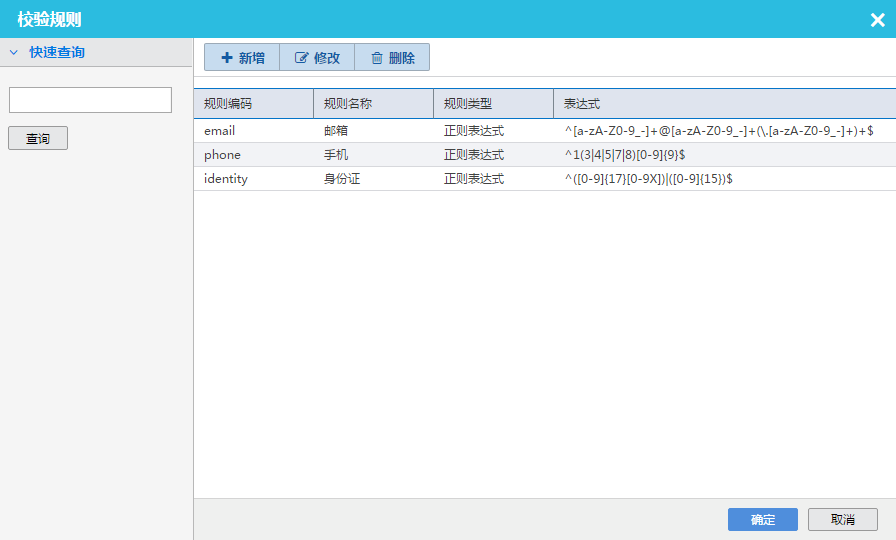 校验规则
快速查询
查询
新增 修改 删除
规则编码 规则名称 规则类型 表达式
email 邮箱 正则表达式 ^[a-zA-Z0-9_-]+@[a-zA-Z0-9_-]+(\.[a-zA-Z0-9_-]+)+$
phone 手机 正则表达式 ^1(3|4|5|7|8)[0-9]{9}$
identity 身份证 正则表达式 ^([0-9]{17}[0-9X])|([0-9]{15})$
确定 取消